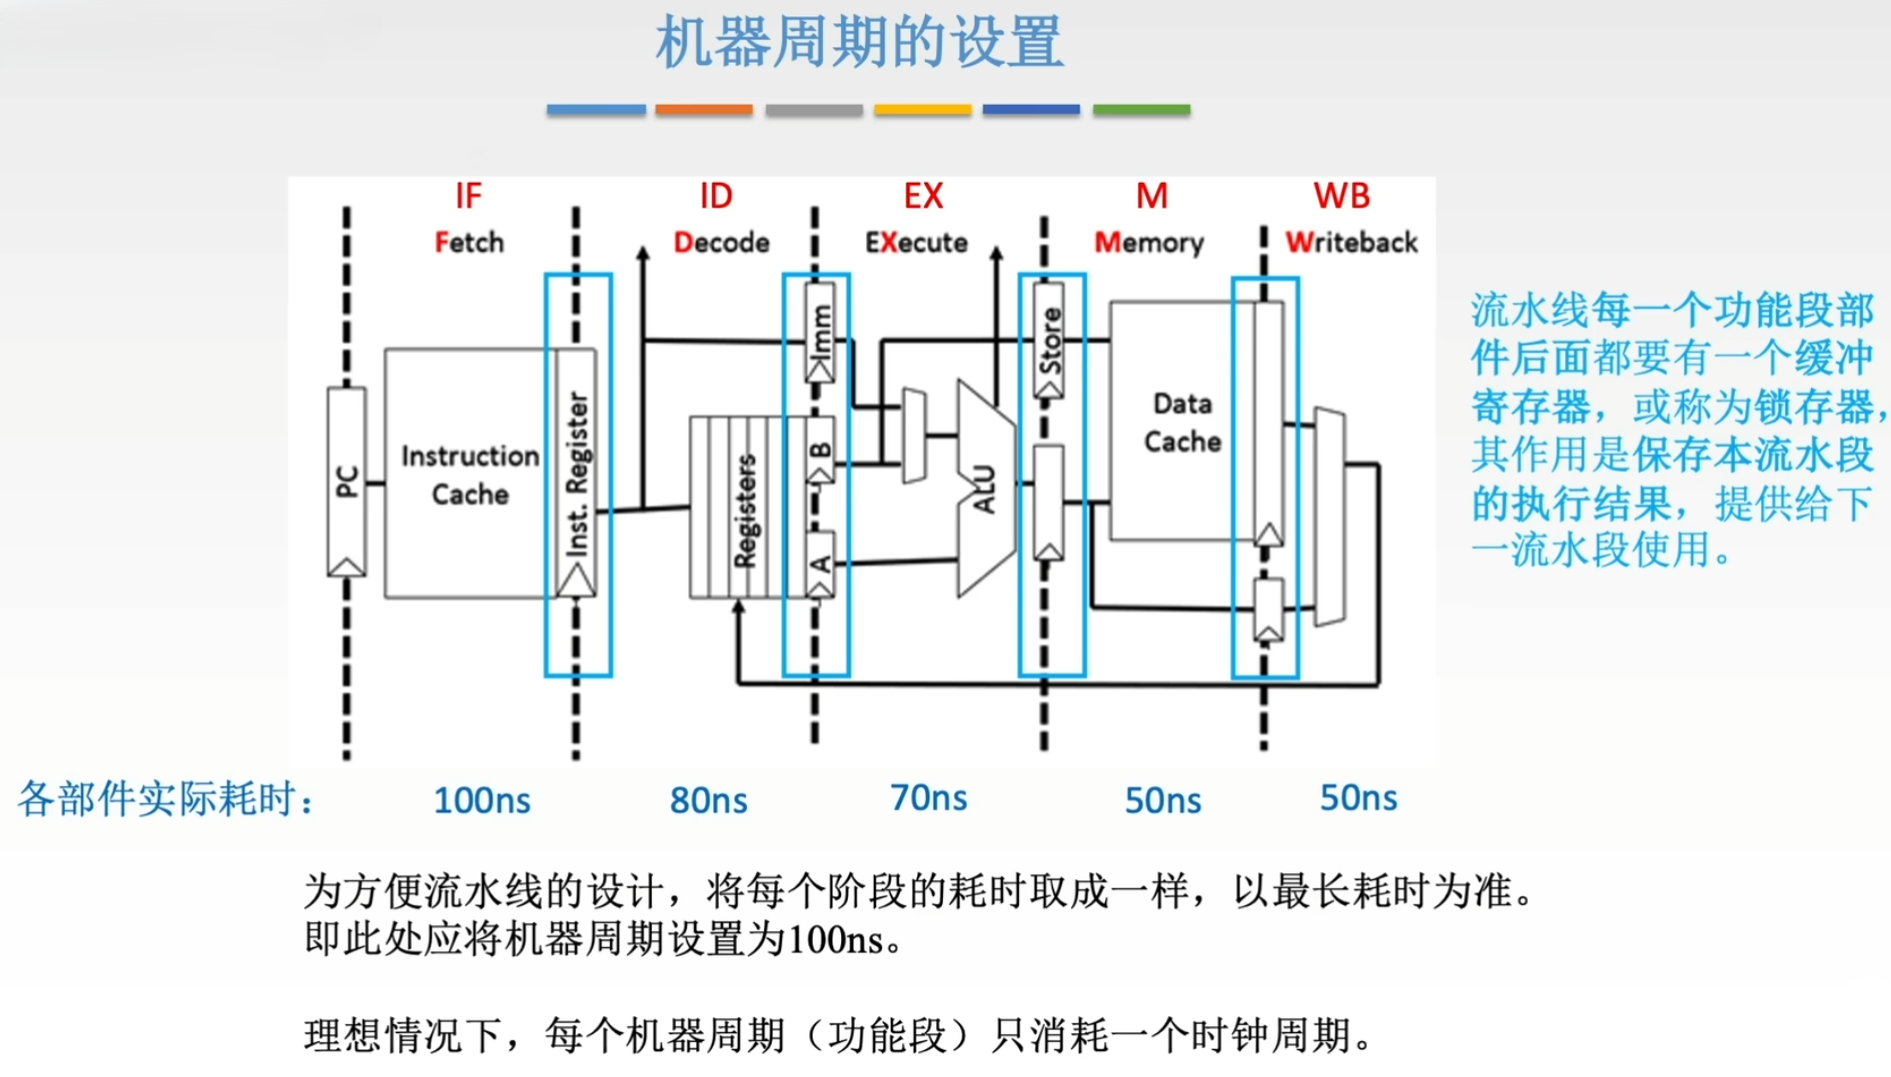 机器周期的设置
IF
ID
EX
M
WB
Fetch
Decode
EXecute
Memory
Writeback
PC
Instruction
Cache
Inst. Register
Registers
Imm
B
A
ALU
Store
Data
Cache
流水线每一个功能段部
件后面都要有一个缓冲
寄存器，或称为锁存器，
其作用是保存本流水段
的执行结果，提供给下
一流水段使用。
各部件实际耗时：
100ns
80ns
70ns
50ns
50ns
为方便流水线的设计，将每个阶段的耗时取成一样，以最长耗时为准。
即此处应将机器周期设置为100ns。
理想情况下，每个机器周期（功能段）只消耗一个时钟周期。